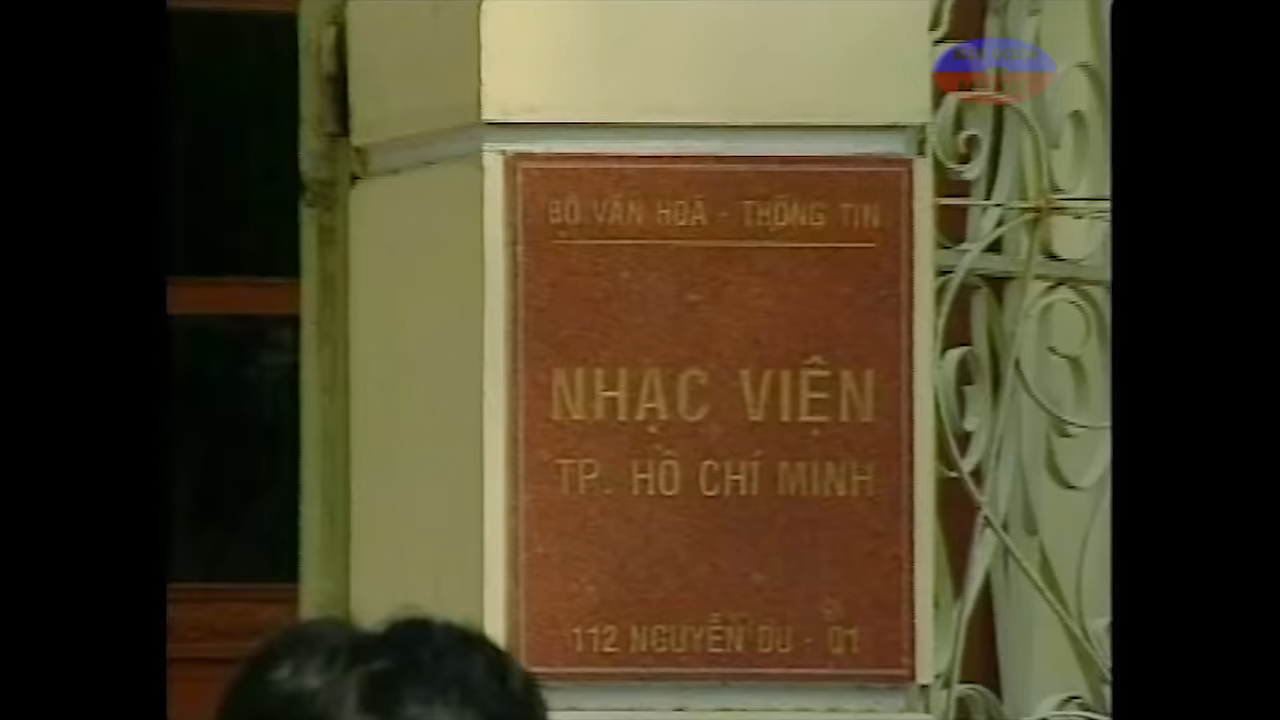 BỘ VĂN HOÁ - THÔNG TIN
NHẠC VIỆN
TP. HỒ CHÍ MINH
112 NGUYỄN DU - Q1